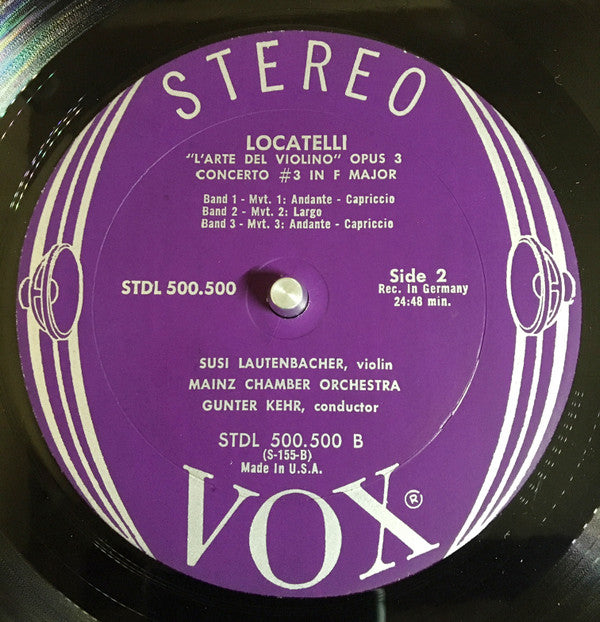 STEREO
LOCATELLI
"L'ARTE DEL VIOLINO" OPUS 3
CONCERTO #3 IN F MAJOR
Band 1 - Mvt. 1: Andante - Capriccio
Band 2 - Mvt. 2: Largo
Band 3 - Mvt. 3: Andante - Capriccio
STDL 500.500
Side 2
Rec. In Germany
24:48 min.
SUSI LAUTENBACHER, violin
MAINZ CHAMBER ORCHESTRA
GUNTER KEHR, conductor
STDL 500.500 B
(S-155-B)
Made In U.S.A.
VOX®